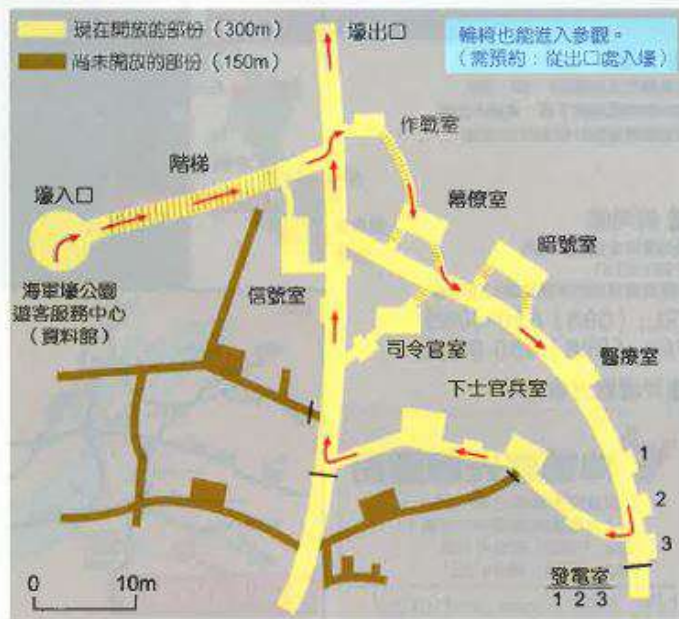 現在開放的部份（300m）
尚未開放的部份（150m）
壕出口
輪椅也能進入參觀。
（需預約：從出口處入壕）
作戰室
階梯
壕入口
幕僚室
暗號室
海軍壕公園
遊客服務中心
（資料館）
信號室
司令官室
醫療室
下士官兵室
1
2
3
0 10m
發電室
1 2 3